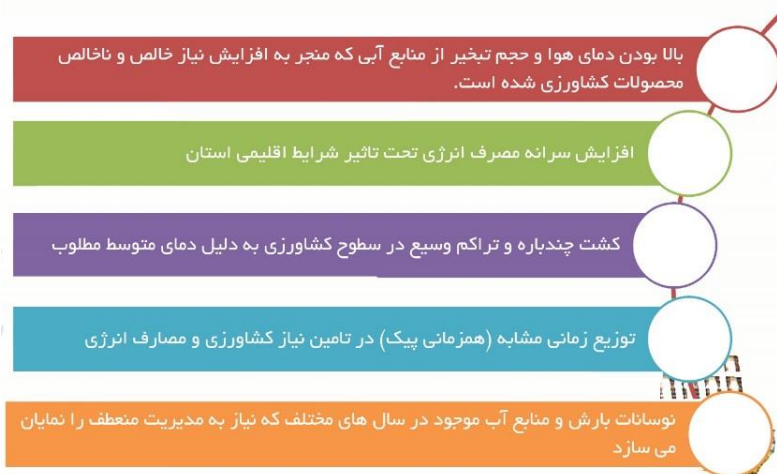 بالا بودن دمای هوا و حجم تبخیر از منابع آبی که منجر به افزایش نیاز خالص و ناخالص
محصولات کشاورزی شده است.
افزایش سرانه مصرف انرژی تحت تاثیر شرایط اقلیمی استان
کشت چندباره و تراکم وسیع در سطوح کشاورزی به دلیل دمای متوسط مطلوب
توزیع زمانی مشابه (همزمانی پیک) در تامین نیاز کشاورزی و مصارف انرژی
نوسانات بارش و منابع آب موجود در سال های مختلف که نیاز به مدیریت منعطف را نمایان
می سازد